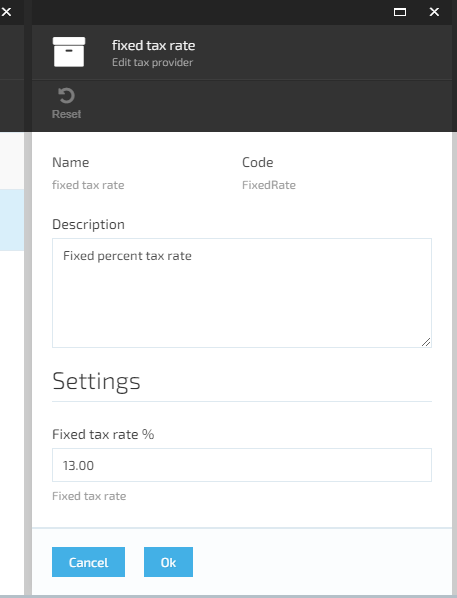 fixed tax rate
Edit tax provider
Reset
Name
Code
fixed tax rate
FixedRate
Description
Fixed percent tax rate
Settings
Fixed tax rate %
13.00
Fixed tax rate
Cancel
Ok